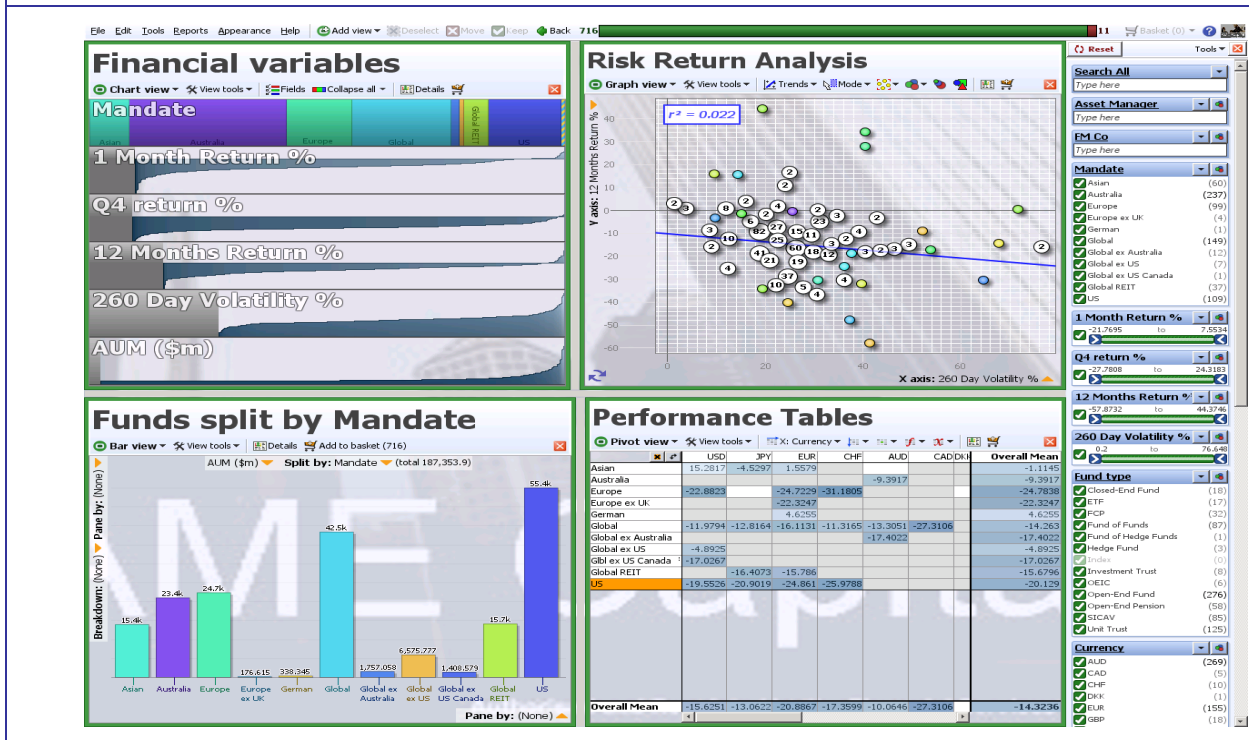 File Edit Tools Reports Appearance Help Add view Deselect Move Keep Back 716 11 Basket (0)
Financial variables
Chart view View tools Fields Collapse all Details
Mandate
Asian Australia Europe Global Global REIT US
1 Month Return %
Q4 return %
12 Months Return %
260 Day Volatility %
AUM ($m)
Risk Return Analysis
Graph view View tools Trends Mode
r² = 0.022
Y axis: 12 Months Return %
40
30
20
10
0
-10
-20
-30
-40
-50
-60
0 20 40 60
X axis: 260 Day Volatility %
Funds split by Mandate
Bar view View tools Details Add to basket (716)
AUM ($m) Split by: Mandate (total 187,353.9)
Breakdown: (None) Pane by: (None)
15.4k 23.4k 24.7k 176.615 338.345 42.5k 1,757.058 6,575.777 1,408.579 15.7k 55.4k
Asian Australia Europe Europe ex UK German Global Global ex Australia Global ex US Global ex US Canada Global REIT US
Pane by: (None)
Performance Tables
Pivot view View tools X: Currency
USD JPY EUR CHF AUD CAD DKK Overall Mean
Asian 15.2817 -4.5297 1.5579 -1.1145
Australia -9.3917 -9.3917
Europe -22.8823 -24.7229 -31.1805 -24.7838
Europe ex UK -22.3247 -22.3247
German 4.6255 4.6255
Global -11.9794 -12.8164 -16.1131 -11.3165 -13.3051 -27.3106 -14.263
Global ex Australia -17.4022 -17.4022
Global ex US -4.8925 -4.8925
Glbl ex US Canada -17.0267 -17.0267
Global REIT -16.4073 -15.786 -15.6796
US -19.5526 -20.9019 -24.861 -25.9788 -20.129
Overall Mean -15.6251 -13.0622 -20.8867 -17.3599 -10.0646 -27.3106 -14.3236
Reset Tools
Search All
Type here
Asset Manager
Type here
FM Co
Type here
Mandate
Asian (60)
Australia (237)
Europe (99)
Europe ex UK (4)
German (1)
Global (149)
Global ex Australia (12)
Global ex US (7)
Global ex US Canada (1)
Global REIT (37)
US (109)
1 Month Return %
-21.7695 to 7.5534
Q4 return %
-27.7808 to 24.3183
12 Months Return %
-57.8732 to 44.3746
260 Day Volatility %
0.2 to 76.648
Fund type
Closed-End Fund (18)
ETF (17)
FCP (32)
Fund of Funds (87)
Fund of Hedge Funds (1)
Hedge Fund (3)
Index (0)
Investment Trust (8)
OEIC (6)
Open-End Fund (276)
Open-End Pension (58)
SICAV (85)
Unit Trust (125)
Currency
AUD (269)
CAD (5)
CHF (10)
DKK (1)
EUR (155)
GBP (18)